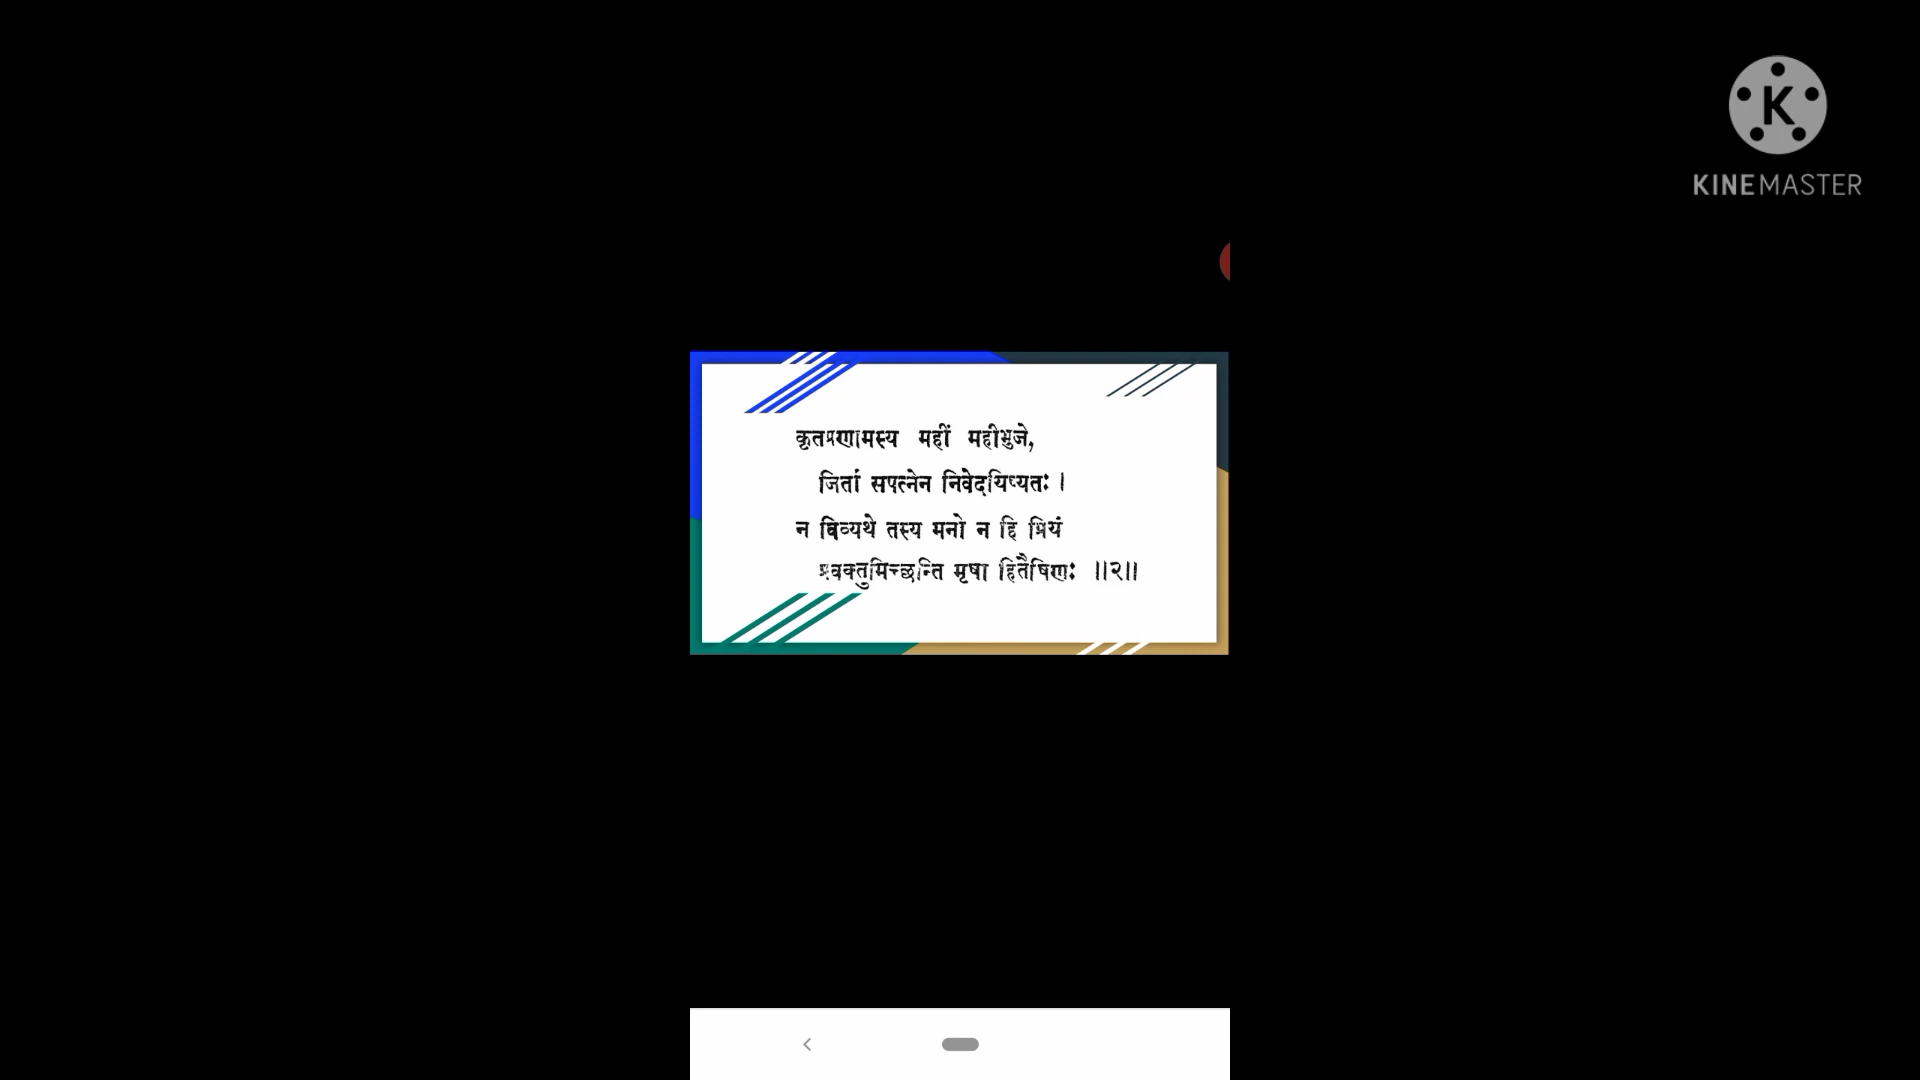 KINEMASTER
कृतप्रणामस्य महीं महीभुजे,
जितां सपत्नेन निवेदयिष्यतः ।
न विव्यथे तस्य मनो न हि प्रियं
प्रवक्तुमिच्छन्ति मृषा हितैषिणः ॥२॥